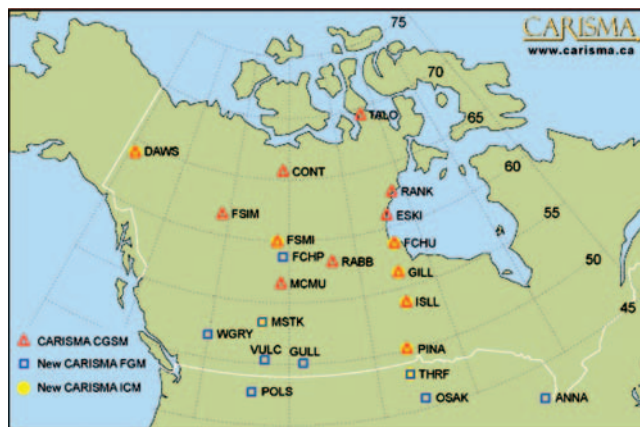 75
CARISMA
www.carisma.ca
70
65
TALO
DAWS
CONT
60
RANK
55
FSIM
ESKI
FSMI
FCHU
50
FCHP
RABB
GILL
MCMU
ISLL
45
MSTK
WGRY
CARISMA CGSM
VULC
GULL
PINA
New CARISMA FGM
THRF
New CARISMA ICM
POLS
OSAK
ANNA